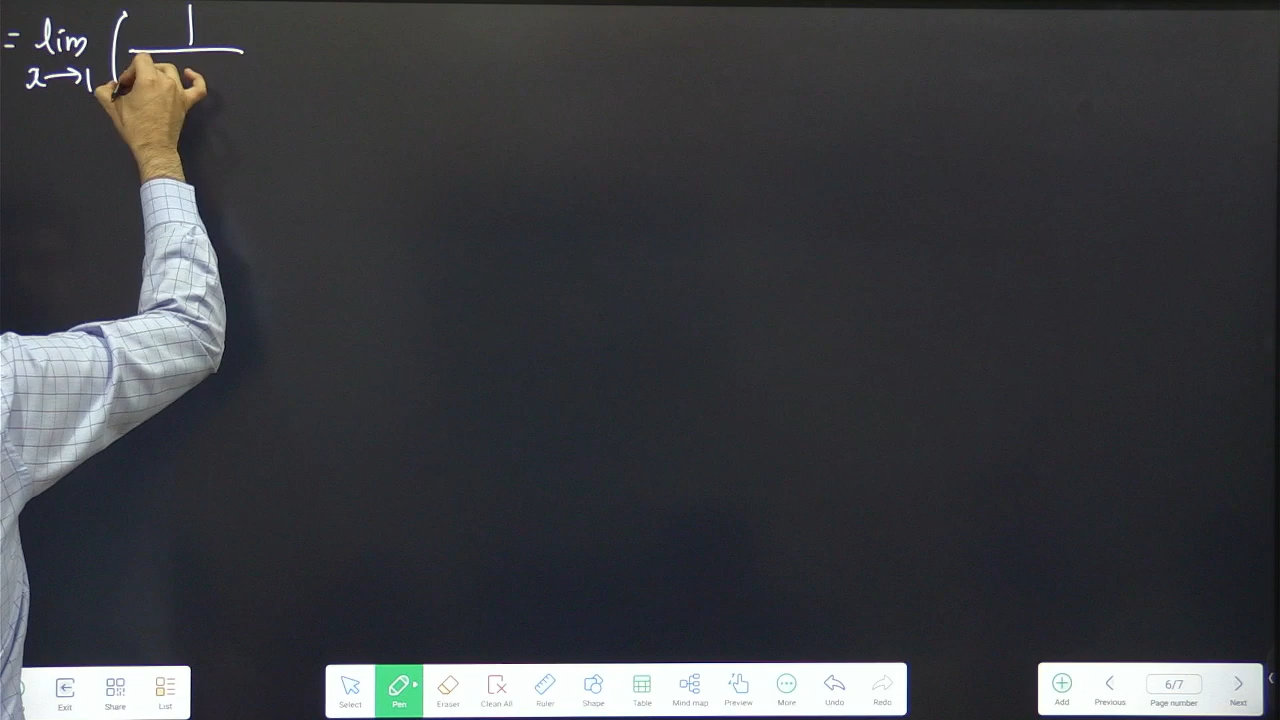 = lim ( 1
x→1
Exit Share List
Select Pen Eraser Clean All Ruler Shape Table Mind map Preview More Undo Redo
6/7
Add Previous Page number Next